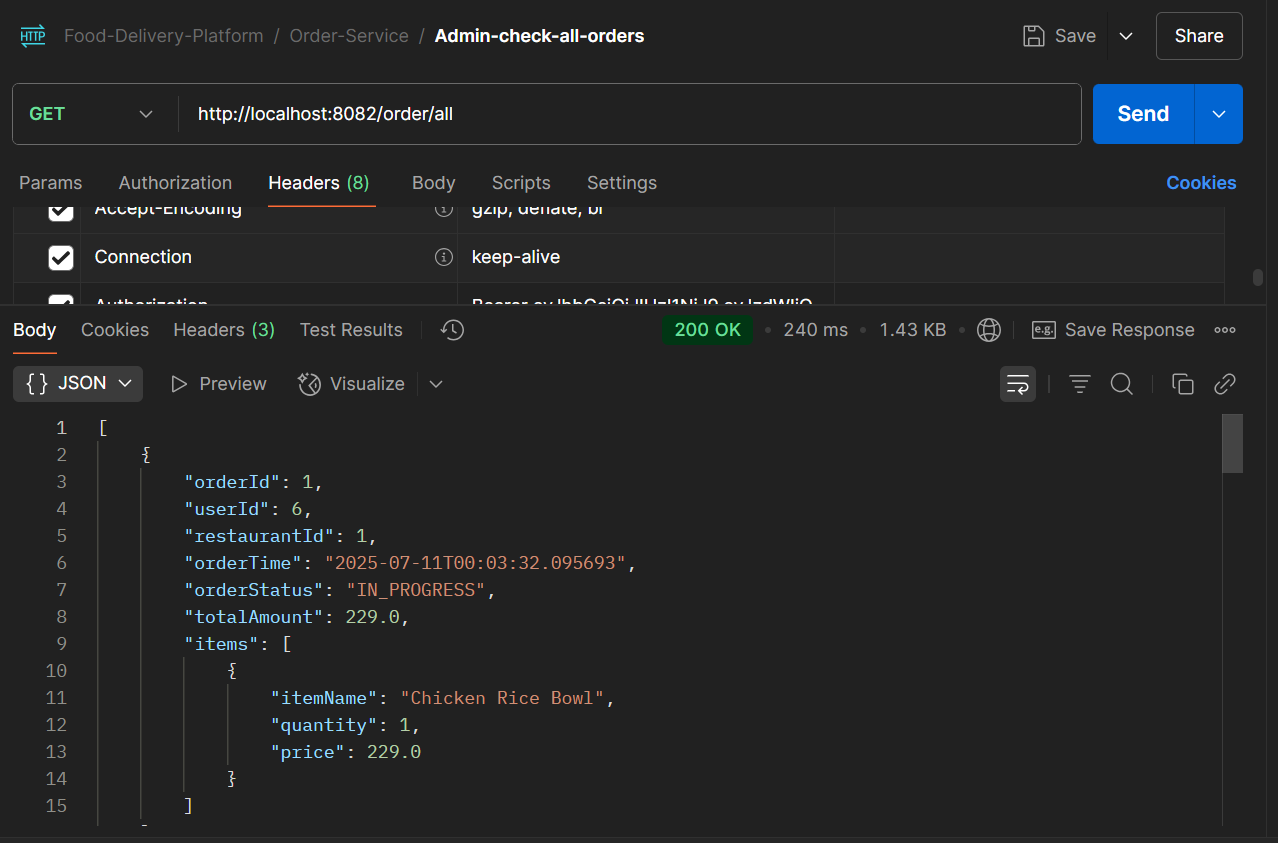 HTTP Food-Delivery-Platform / Order-Service / Admin-check-all-orders Save Share
GET http://localhost:8082/order/all Send
Params Authorization Headers (8) Body Scripts Settings Cookies
Accept-Encoding gzip, deflate, br
Connection keep-alive
Authorization Bearer
Body Cookies Headers (3) Test Results 200 OK • 240 ms • 1.43 KB • e.g. Save Response
{} JSON Preview Visualize
1 [
2 {
3 "orderId": 1,
4 "userId": 6,
5 "restaurantId": 1,
6 "orderTime": "2025-07-11T00:03:32.095693",
7 "orderStatus": "IN_PROGRESS",
8 "totalAmount": 229.0,
9 "items": [
10 {
11 "itemName": "Chicken Rice Bowl",
12 "quantity": 1,
13 "price": 229.0
14 }
15 ]